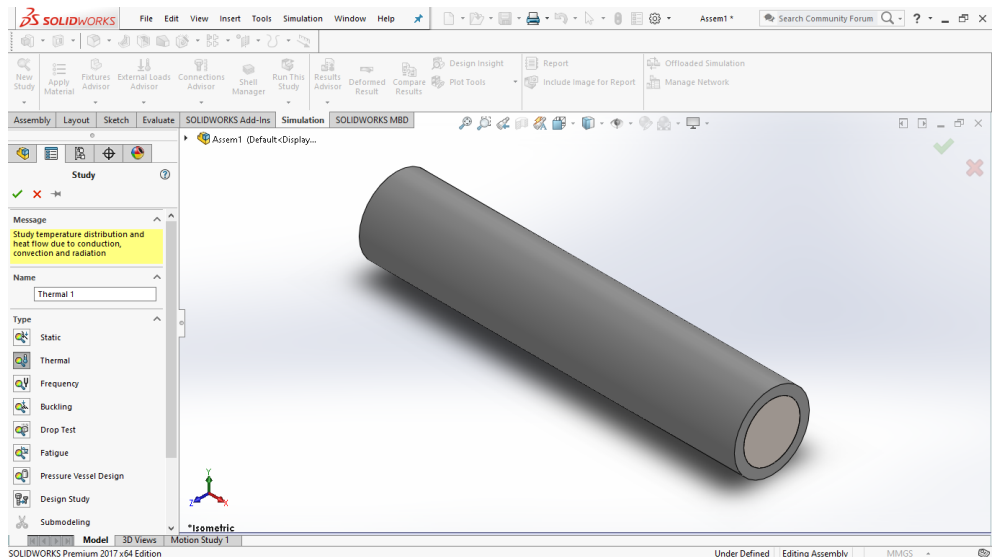 SOLIDWORKS File Edit View Insert Tools Simulation Window Help Assem1 * Search Community Forum
New Study Apply Material Fixtures Advisor External Loads Advisor Connections Advisor Shell Manager Run This Study Results Advisor Deformed Result Compare Results Design Insight Report Offloaded Simulation
Plot Tools Include Image for Report Manage Network
Assembly Layout Sketch Evaluate SOLIDWORKS Add-Ins Simulation SOLIDWORKS MBD
Assem1 (Default<Display...
Study
Message
Study temperature distribution and
heat flow due to conduction,
convection and radiation
Name
Thermal 1
Type
Static
Thermal
Frequency
Buckling
Drop Test
Fatigue
Pressure Vessel Design
Design Study
Submodeling
Y
Z X
*Isometric
Model 3D Views Motion Study 1
SOLIDWORKS Premium 2017 x64 Edition Under Defined Editing Assembly MMGS